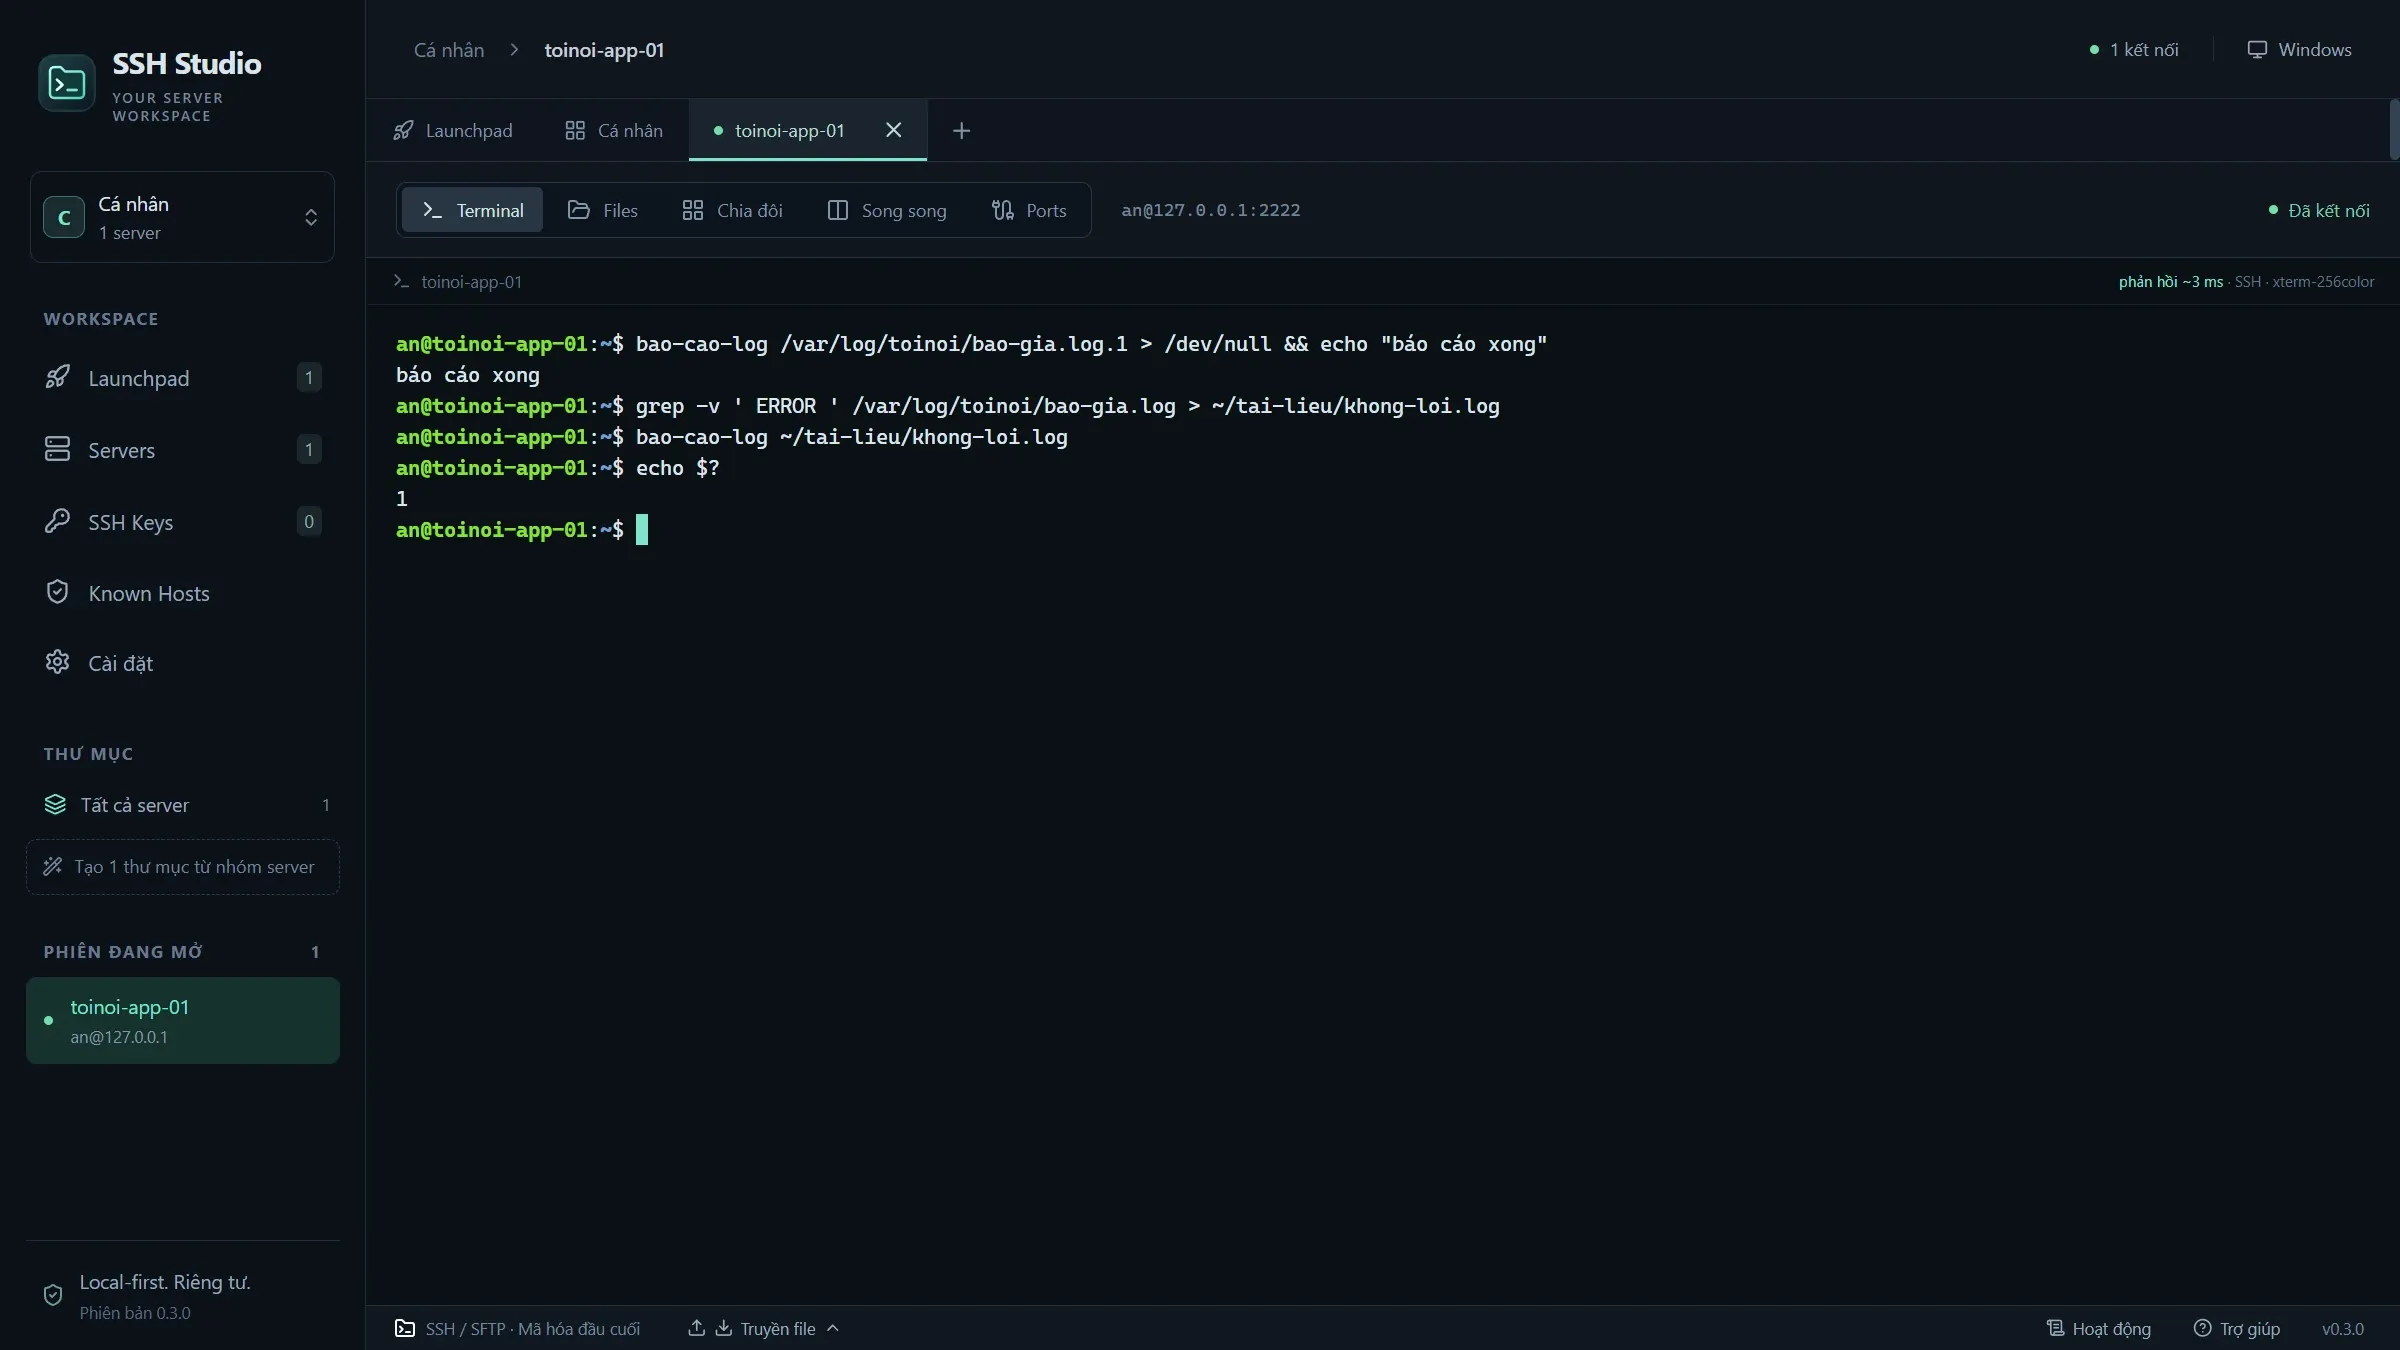 SSH Studio
YOUR SERVER
WORKSPACE
C
Cá nhân
1 server
WORKSPACE
Launchpad 1
Servers 1
SSH Keys 0
Known Hosts
Cài đặt
THƯ MỤC
Tất cả server 1
Tạo 1 thư mục từ nhóm server
PHIÊN ĐANG MỞ 1
toinoi-app-01
an@127.0.0.1
Local-first. Riêng tư.
Phiên bản 0.3.0
Cá nhân > toinoi-app-01
1 kết nối
Windows
Launchpad
Cá nhân
toinoi-app-01
Terminal
Files
Chia đôi
Song song
Ports
an@127.0.0.1:2222
Đã kết nối
toinoi-app-01
phản hồi ~3 ms · SSH · xterm-256color
an@toinoi-app-01:~$ bao-cao-log /var/log/toinoi/bao-gia.log.1 > /dev/null && echo "báo cáo xong"
báo cáo xong
an@toinoi-app-01:~$ grep -v ' ERROR ' /var/log/toinoi/bao-gia.log > ~/tai-lieu/khong-loi.log
an@toinoi-app-01:~$ bao-cao-log ~/tai-lieu/khong-loi.log
an@toinoi-app-01:~$ echo $?
1
an@toinoi-app-01:~$
SSH / SFTP · Mã hóa đầu cuối
Truyền file
Hoạt động
Trợ giúp
v0.3.0